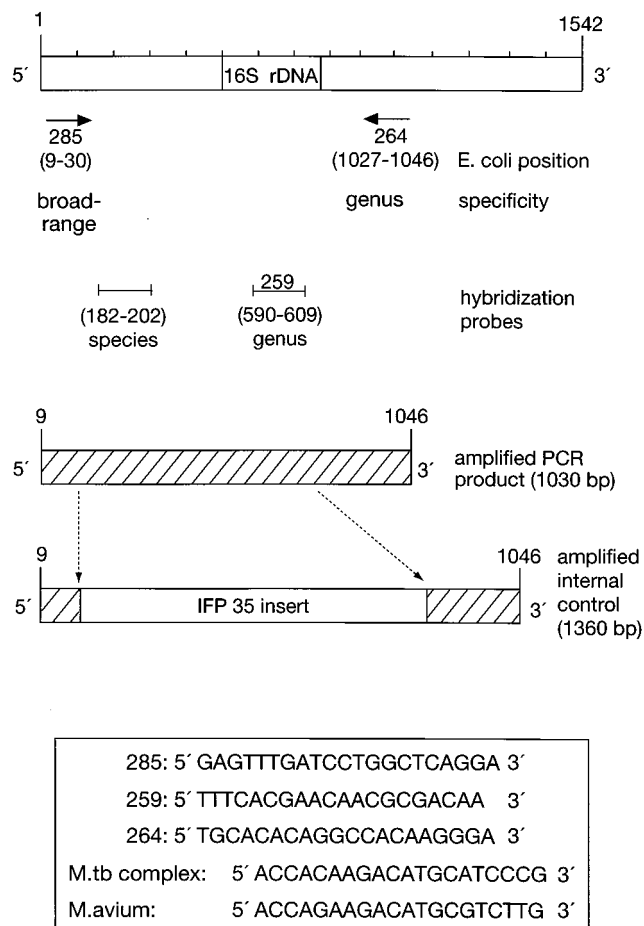 1 1542
5´ 16S rDNA 3´
285 264
(9-30) (1027-1046) E. coli position
broad- genus specificity
range
259 hybridization
(182-202) (590-609) probes
species genus
9 1046
5´ 3´ amplified PCR
product (1030 bp)
9 1046 amplified
internal
5´ IFP 35 insert 3´ control
(1360 bp)
285: 5´ GAGTTTGATCCTGGCTCAGGA 3´
259: 5´ TTTCACGAACAACGCGACAA 3´
264: 5´ TGCACACAGGCCACAAGGGA 3´
M.tb complex: 5´ ACCACAAGACATGCATCCCG 3´
M.avium: 5´ ACCAGAAGACATGCGTCTTG 3´